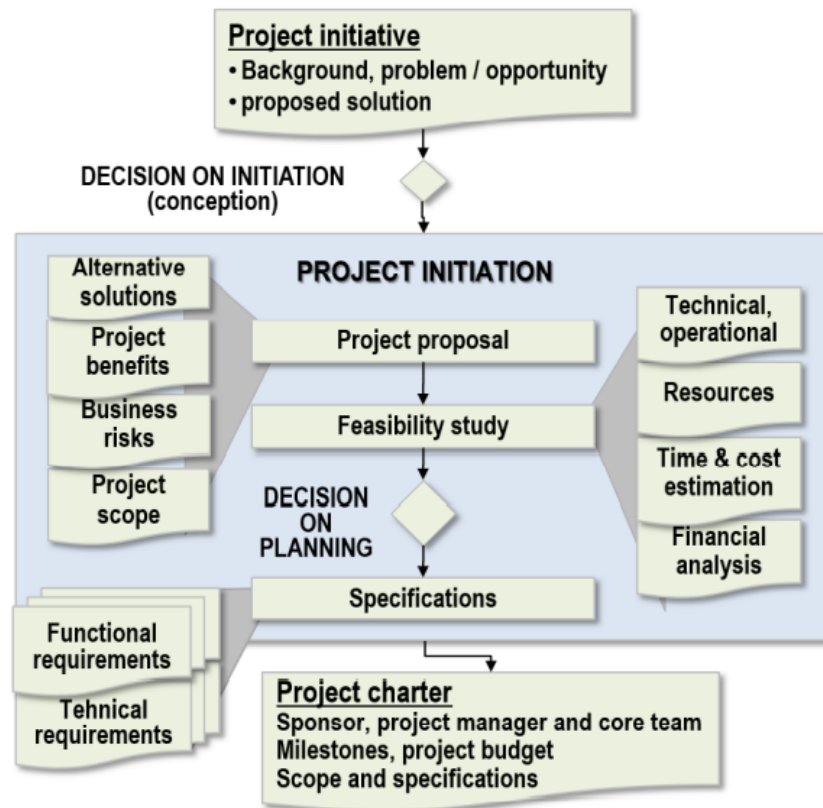 Project initiative
• Background, problem / opportunity
• proposed solution
DECISION ON INITIATION
(conception)
PROJECT INITIATION
Alternative
solutions
Project
benefits
Business
risks
Project
scope
Project proposal
Feasibility study
Technical,
operational
Resources
Time & cost
estimation
Financial
analysis
DECISION
ON
PLANNING
Specifications
Functional
requirements
Tehnical
requirements
Project charter
Sponsor, project manager and core team
Milestones, project budget
Scope and specifications